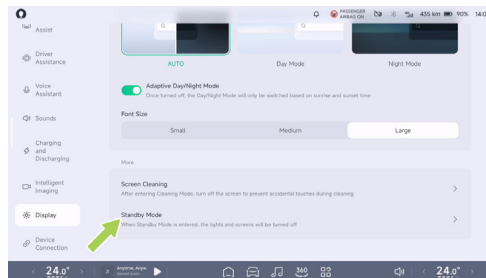 PASSENGER
AIRBAG ON
435 km
90%
14:0
Assist
Driver
Assistance
Voice
Assistant
Sounds
Charging
and
Discharging
Intelligent
Imaging
Display
Device
Connection
AUTO
Day Mode
Night Mode
Adaptive Day/Night Mode
Once turned off, the Day/Night Mode will only be switched based on sunrise and sunset time
Font Size
Small
Medium
Large
More
Screen Cleaning
After entering Cleaning Mode, turn off the screen to prevent accidental touches during cleaning
Standby Mode
When Standby Mode is entered, the lights and screens will be turned off
24.0°
Anytime, Anyw.
360
24.0°